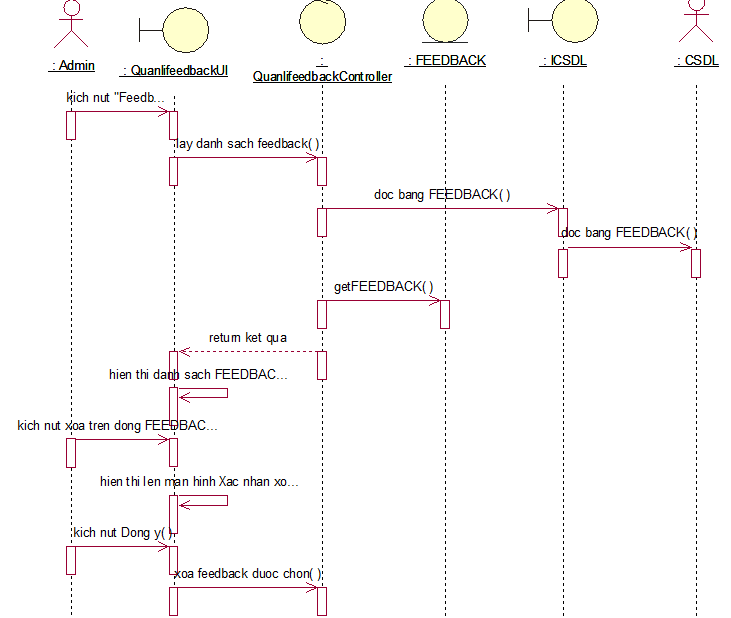 : Admin
: QuanlifeedbackUI
:
QuanlifeedbackController
: FEEDBACK
: ICSDL
: CSDL
kich nut "Feedb...
lay danh sach feedback( )
doc bang FEEDBACK( )
doc bang FEEDBACK( )
getFEEDBACK( )
return ket qua
hien thi danh sach FEEDBAC...
kich nut xoa tren dong FEEDBAC...
hien thi len man hinh Xac nhan xo...
kich nut Dong y( )
xoa feedback duoc chon( )